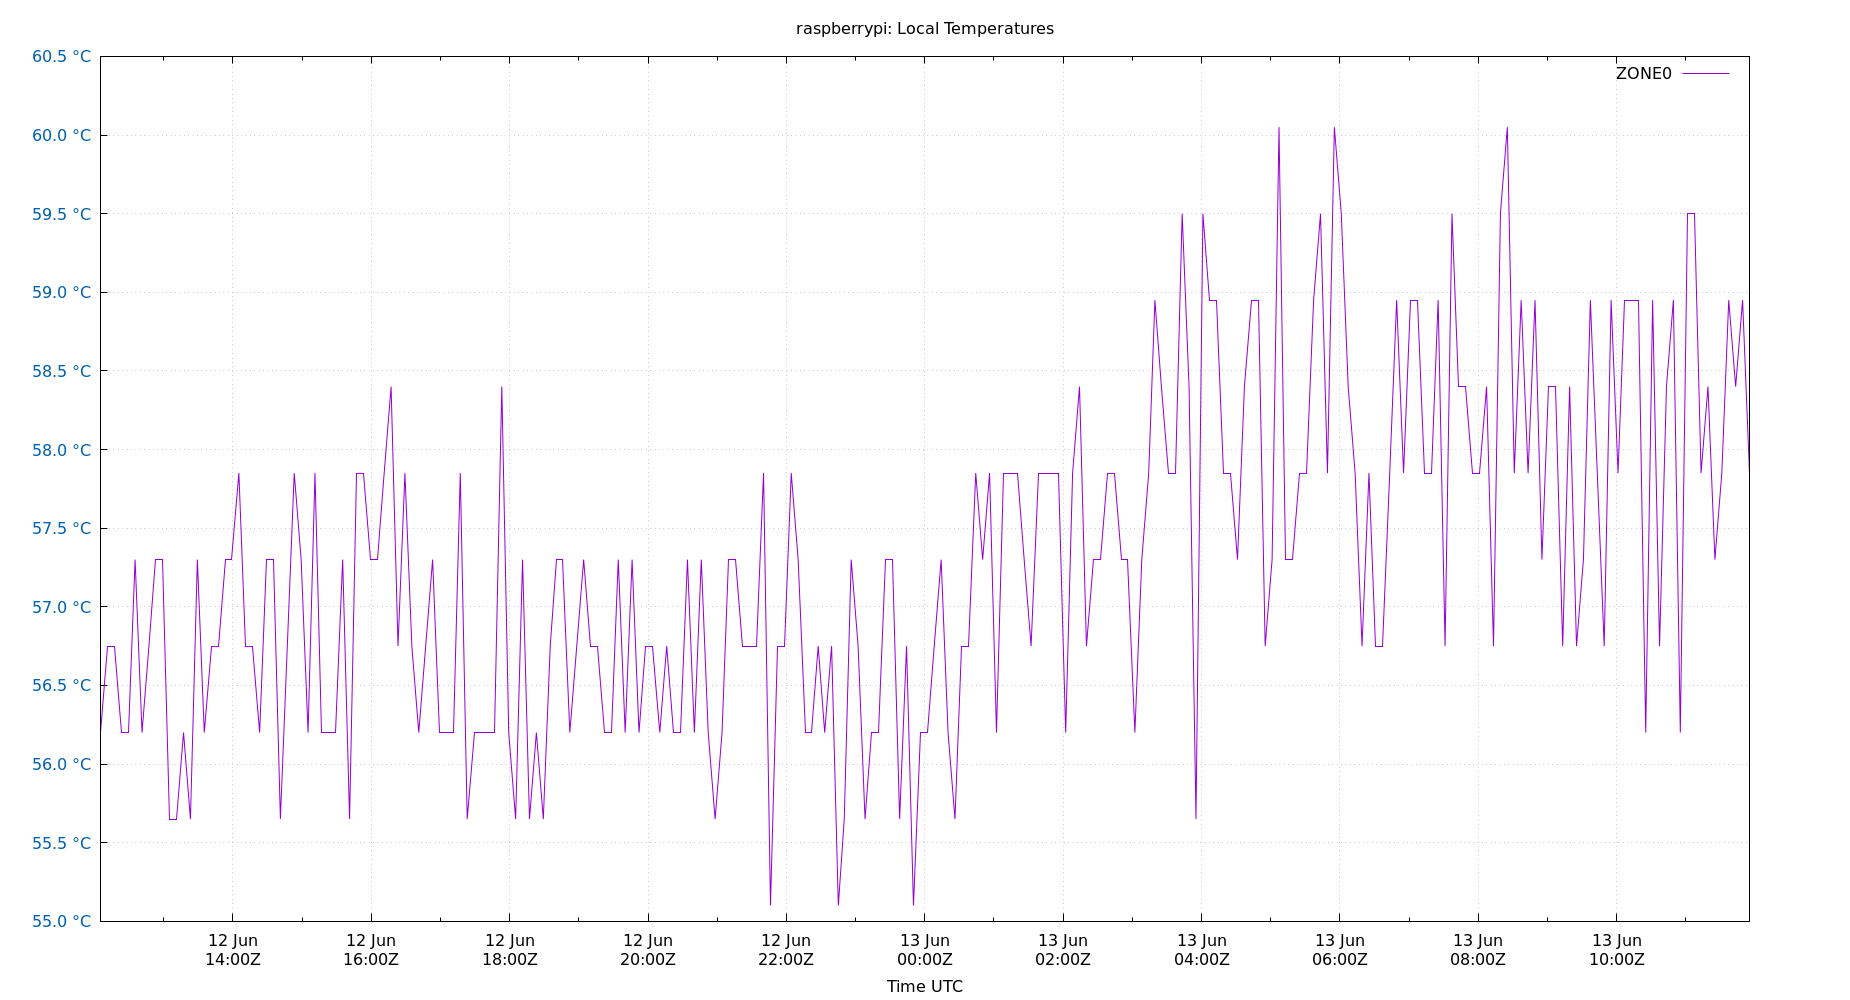 raspberrypi: Local Temperatures
60.5 °C
60.0 °C
59.5 °C
59.0 °C
58.5 °C
58.0 °C
57.5 °C
57.0 °C
56.5 °C
56.0 °C
55.5 °C
55.0 °C
ZONE0
12 Jun
14:00Z
12 Jun
16:00Z
12 Jun
18:00Z
12 Jun
20:00Z
12 Jun
22:00Z
13 Jun
00:00Z
13 Jun
02:00Z
13 Jun
04:00Z
13 Jun
06:00Z
13 Jun
08:00Z
13 Jun
10:00Z
Time UTC